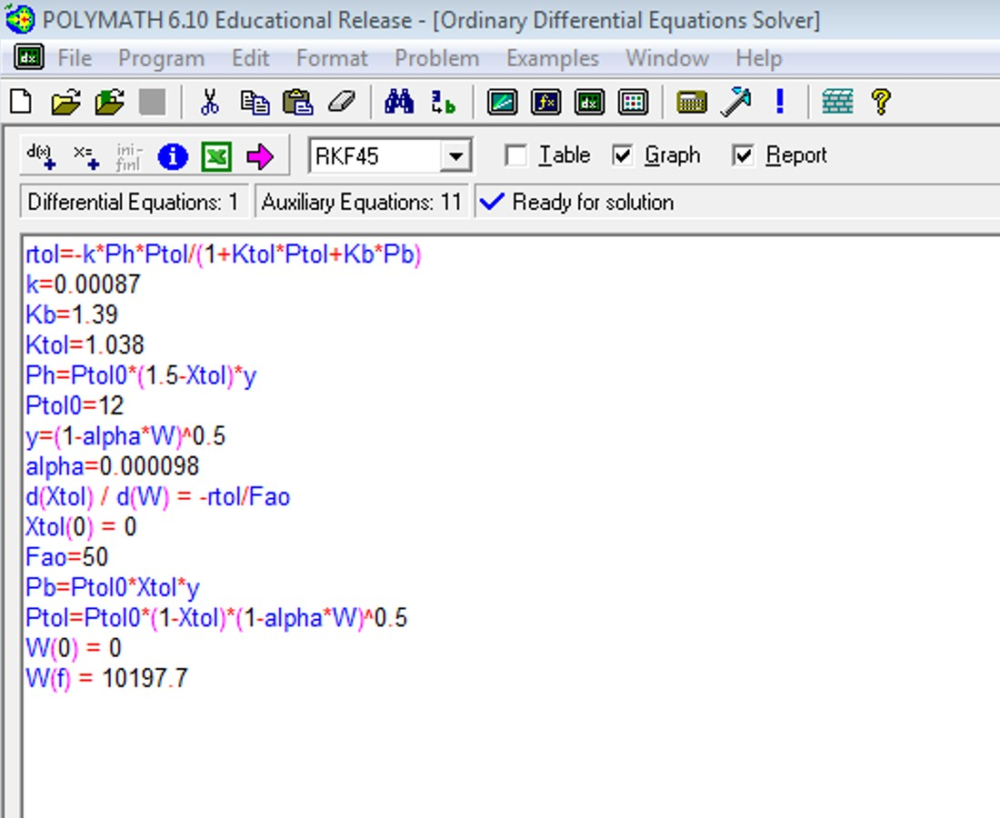 POLYMATH 6.10 Educational Release - [Ordinary Differential Equations Solver]
File Program Edit Format Problem Examples Window Help
d(x) x= ini-finl RKF45 Table Graph Report
Differential Equations: 1 Auxiliary Equations: 11 Ready for solution
rtol=-k*Ph*Ptol/(1+Ktol*Ptol+Kb*Pb)
k=0.00087
Kb=1.39
Ktol=1.038
Ph=Ptol0*(1.5-Xtol)*y
Ptol0=12
y=(1-alpha*W)^0.5
alpha=0.000098
d(Xtol) / d(W) = -rtol/Fao
Xtol(0) = 0
Fao=50
Pb=Ptol0*Xtol*y
Ptol=Ptol0*(1-Xtol)*(1-alpha*W)^0.5
W(0) = 0
W(f) = 10197.7